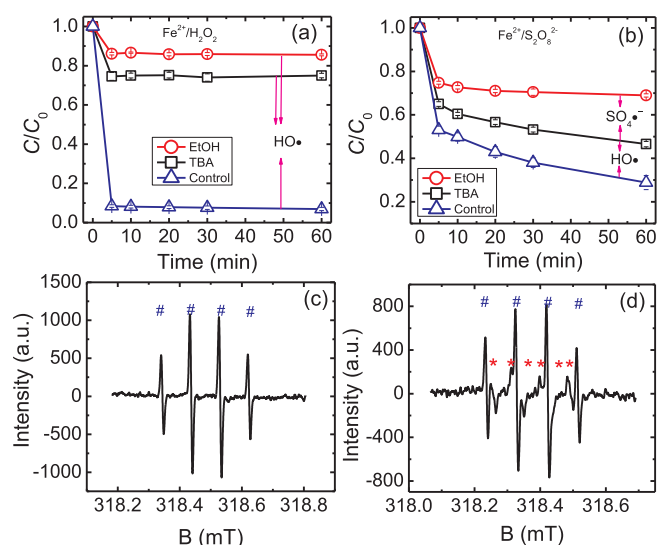 (a)
Fe²⁺/H₂O₂
HO•
EtOH
TBA
Control
C/C₀
1.0
0.8
0.6
0.4
0.2
0.0
0 10 20 30 40 50 60
Time (min)
(b)
Fe²⁺/S₂O₈²⁻
SO₄•⁻
HO•
EtOH
TBA
Control
C/C₀
1.0
0.8
0.6
0.4
0.2
0 10 20 30 40 50 60
Time (min)
(c)
# # # #
Intensity (a.u.)
1500
1000
500
0
-500
-1000
318.2 318.4 318.6 318.8
B (mT)
(d)
# # # #
* * * * * *
Intensity (a.u.)
800
400
0
-400
-800
318.0 318.2 318.4 318.6
B (mT)